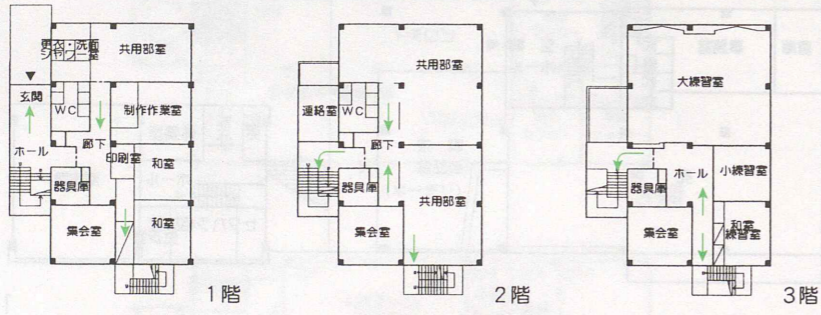 更衣・洗面
シャワー室
共用部室
玄関
WC
制作作業室
ホール
廊下
印刷室
和室
器具庫
集会室
和室
1階
共用部室
連絡室
WC
廊下
器具庫
共用部室
集会室
2階
大練習室
ホール
小練習室
器具庫
和室
練習室
集会室
3階